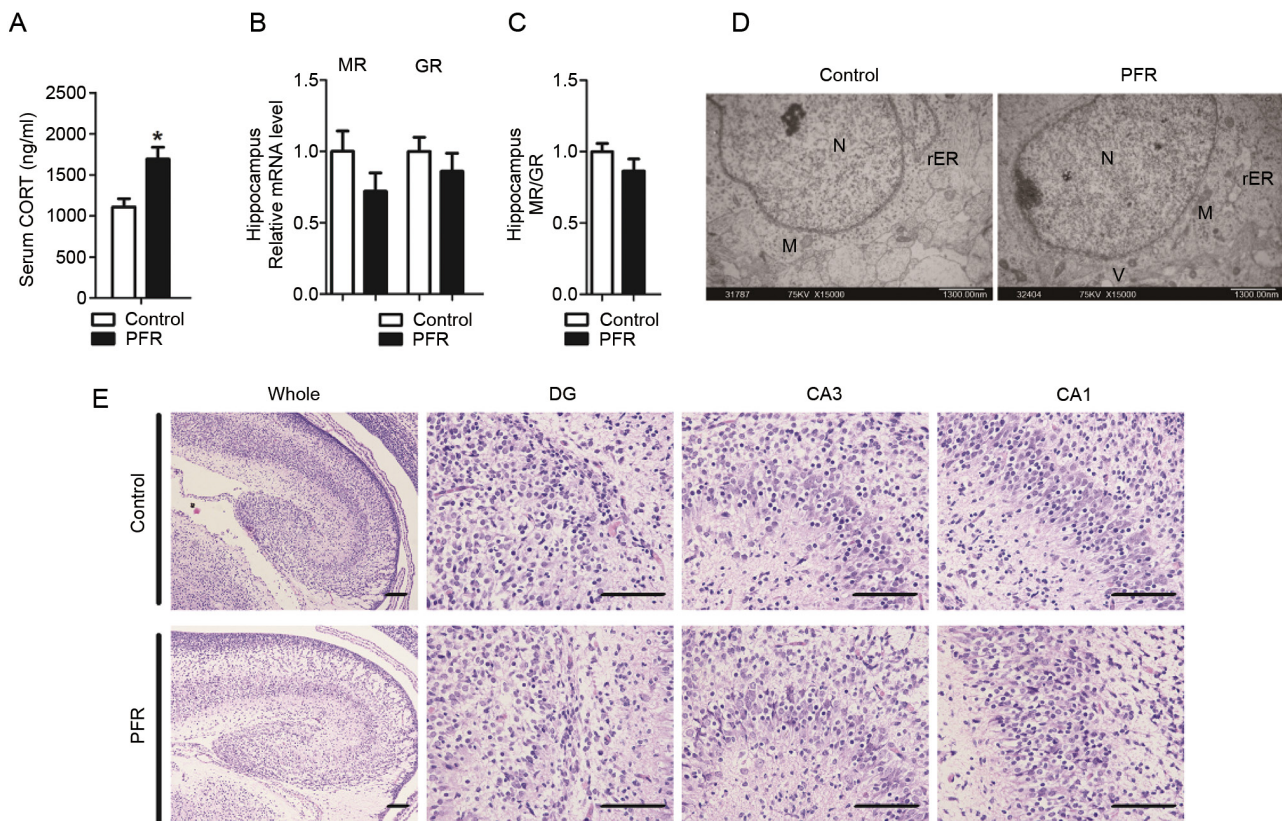 A
B
C
D
Serum CORT (ng/ml)
2500
2000
1500
1000
500
0
*
Control
PFR
Hippocampus
Relative mRNA level
MR
GR
1.5
1.0
0.5
0.0
Control
PFR
Hippocampus
MR/GR
1.5
1.0
0.5
0.0
Control
PFR
Control
PFR
N
rER
M
31787 75KV X15000 1300.00nm
N
rER
M
V
32404 75KV X15000 1300.00nm
E
Whole
DG
CA3
CA1
Control
PFR